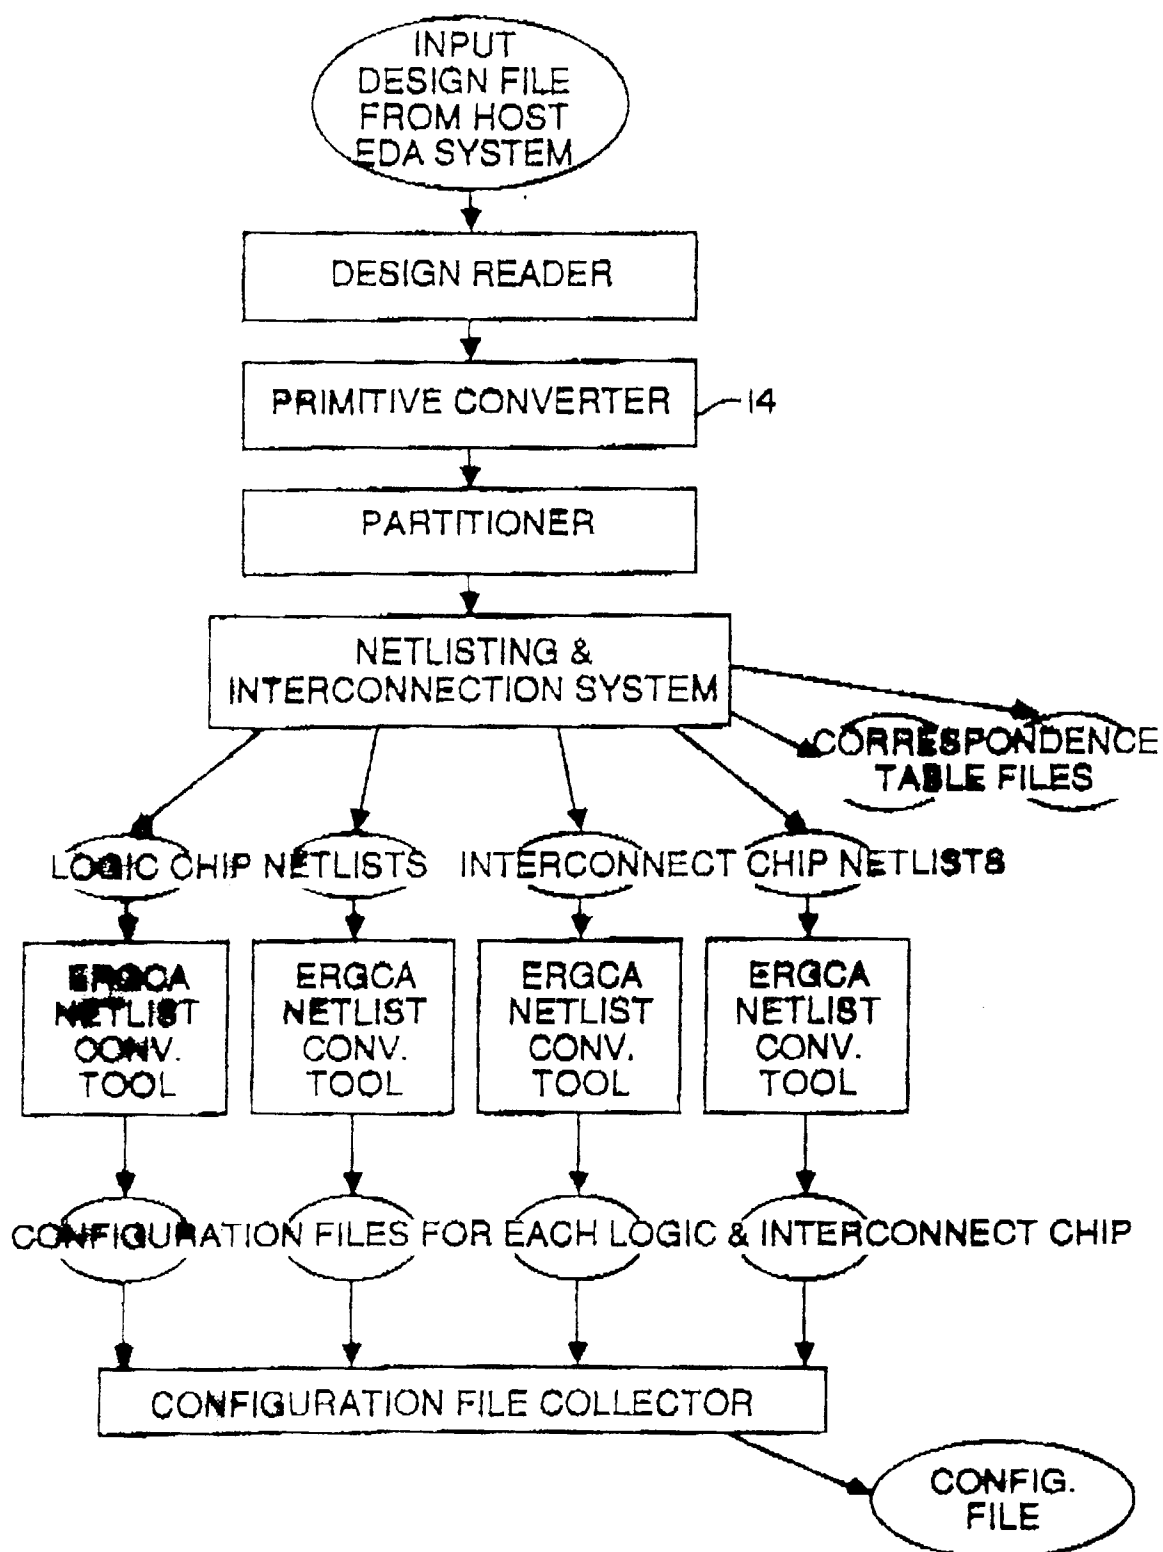 INPUT
DESIGN FILE
FROM HOST
EDA SYSTEM
DESIGN READER
PRIMITIVE CONVERTER
14
PARTITIONER
NETLISTING &
INTERCONNECTION SYSTEM
CORRESPONDENCE
TABLE FILES
LOGIC CHIP NETLISTS
INTERCONNECT CHIP NETLISTS
ERGCA
NETLIST
CONV.
TOOL
ERGCA
NETLIST
CONV.
TOOL
ERGCA
NETLIST
CONV.
TOOL
ERGCA
NETLIST
CONV.
TOOL
CONFIGURATION FILES FOR EACH LOGIC & INTERCONNECT CHIP
CONFIGURATION FILE COLLECTOR
CONFIG.
FILE